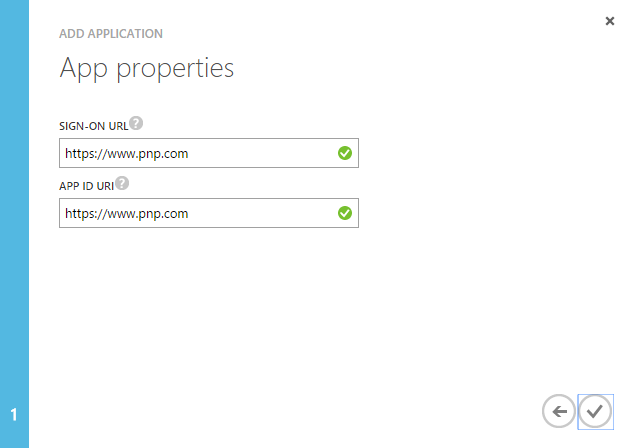 ADD APPLICATION
App properties
SIGN-ON URL ?
https://www.pnp.com
APP ID URI ?
https://www.pnp.com
1